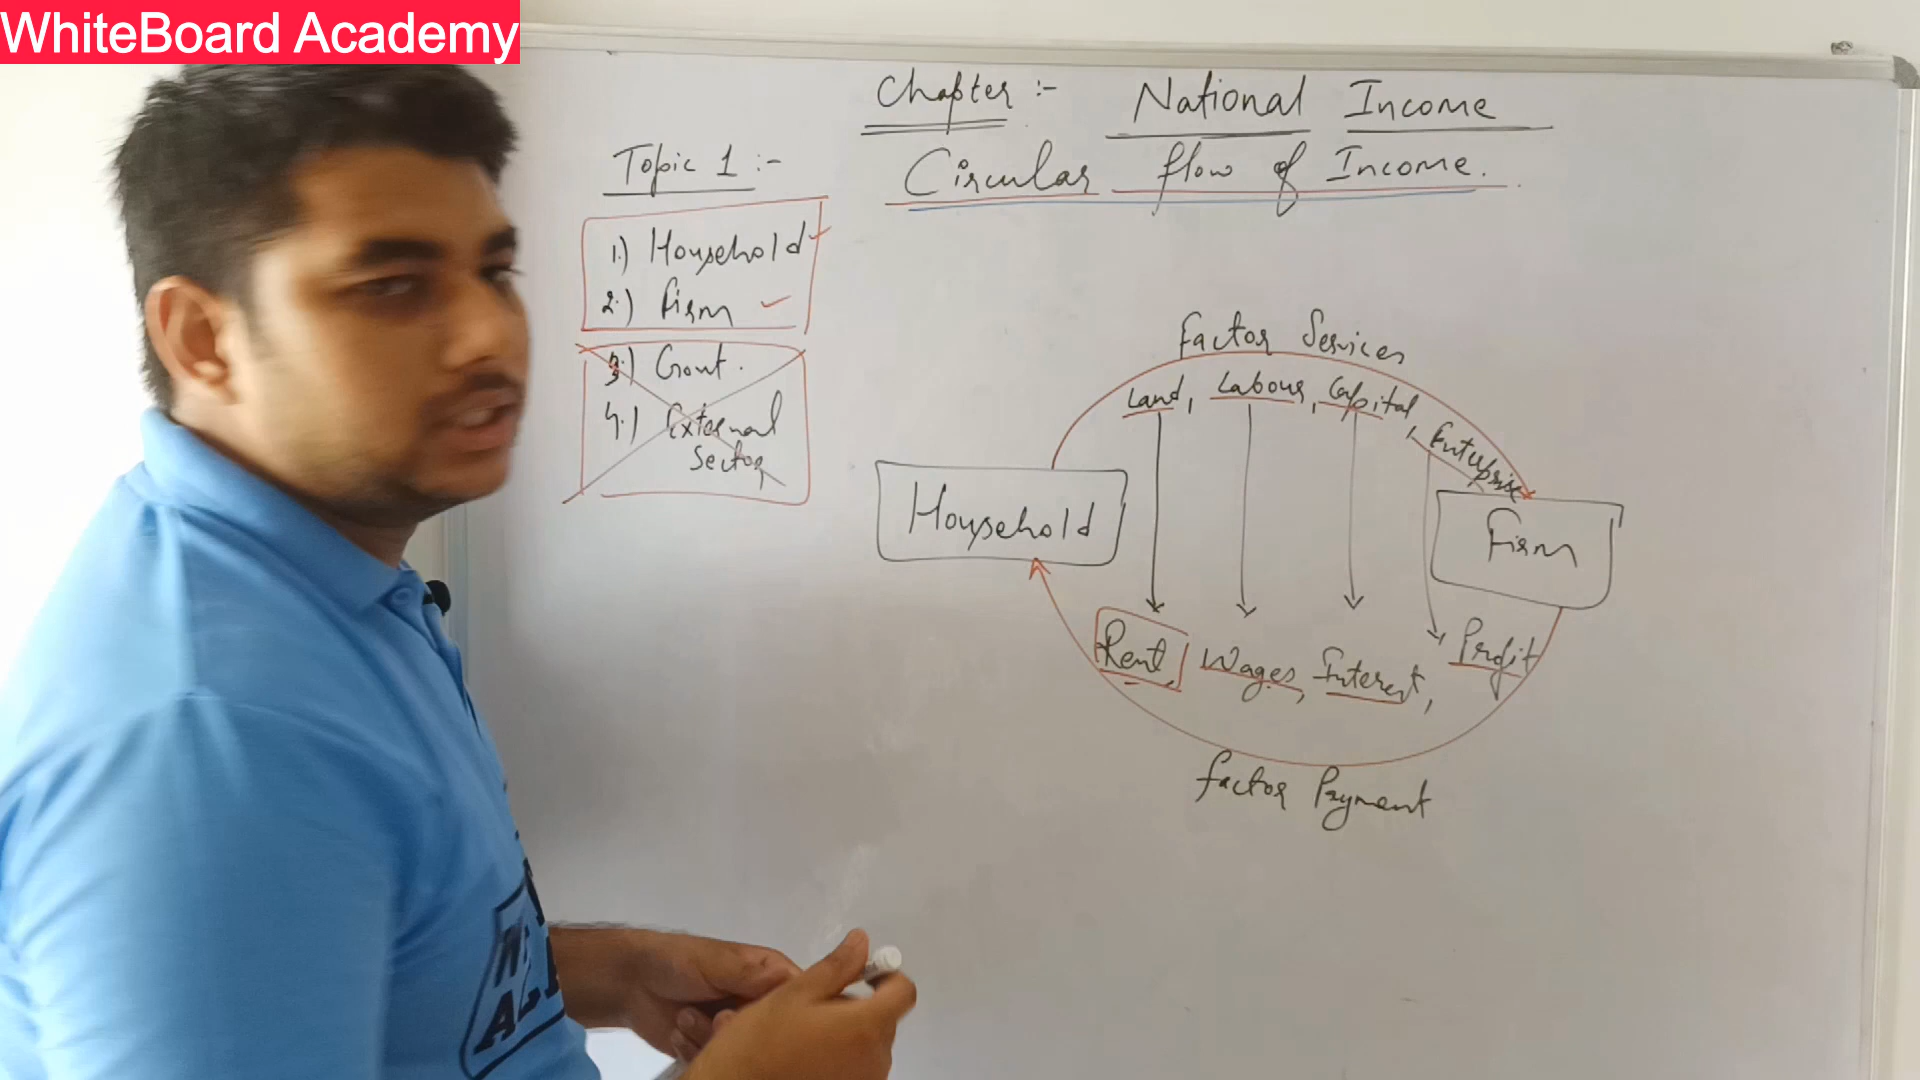 WhiteBoard Academy
Chapter :- National Income
Topic 1 :-
Circular flow of Income.
1.) Household
2.) Firm
3.) Govt.
4.) External
Sector
Factor Services
Land, Labour, Capital, Enterprise
Household
Firm
Rent, Wages, Interest, Profit
factor Payment